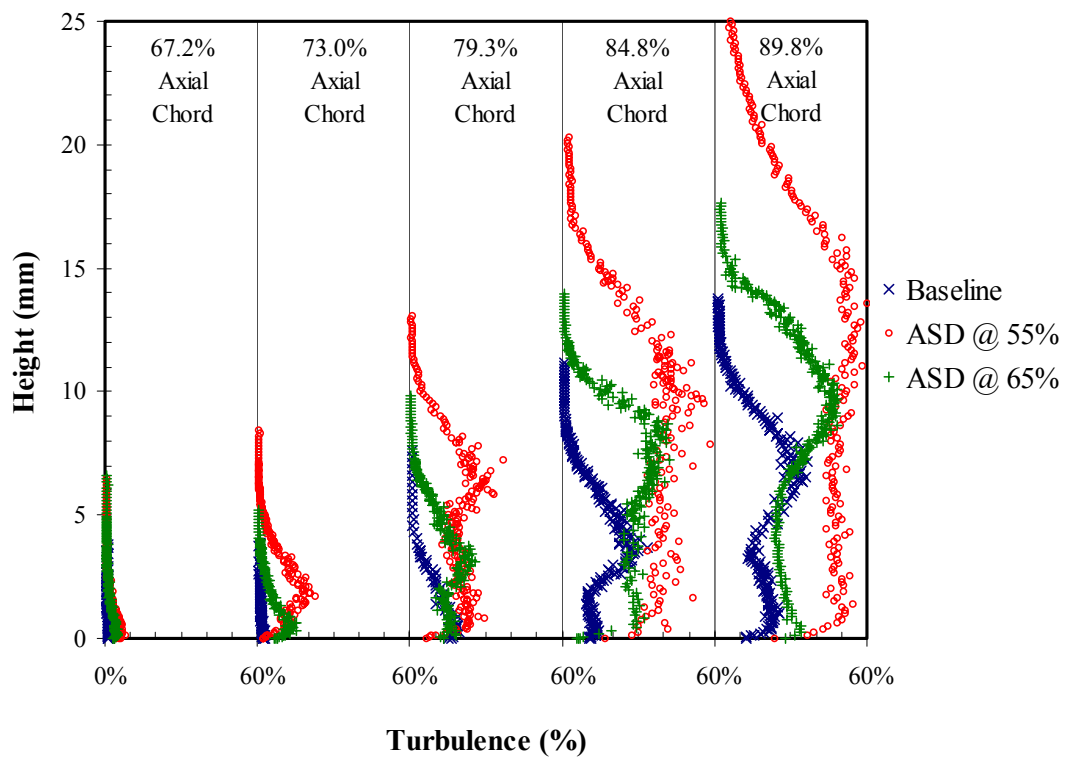 25
20
15
10
5
0
Height (mm)
67.2%
Axial
Chord
73.0%
Axial
Chord
79.3%
Axial
Chord
84.8%
Axial
Chord
89.8%
Axial
Chord
Baseline
ASD @ 55%
ASD @ 65%
0% 60% 60% 60% 60% 60%
Turbulence (%)